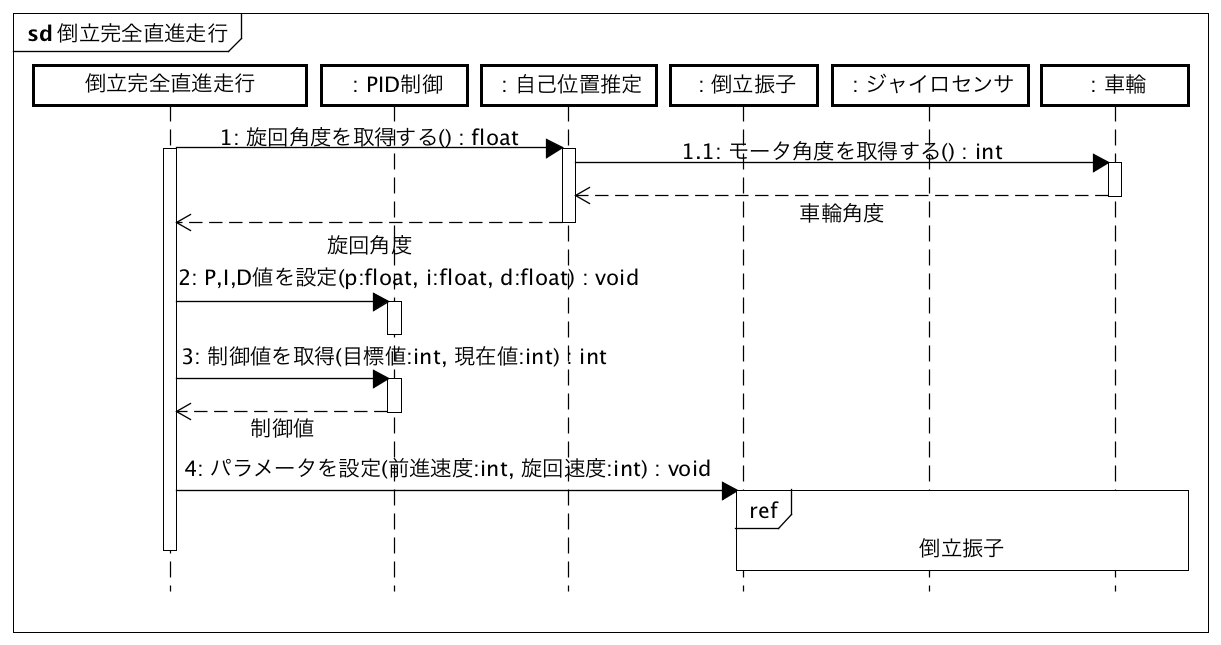 sd 倒立完全直進走行
倒立完全直進走行
: PID制御
: 自己位置推定
: 倒立振子
: ジャイロセンサ
: 車輪
1: 旋回角度を取得する() : float
1.1: モータ角度を取得する() : int
車輪角度
旋回角度
2: P,I,D値を設定(p:float, i:float, d:float) : void
3: 制御値を取得(目標値:int, 現在値:int) : int
制御値
4: パラメータを設定(前進速度:int, 旋回速度:int) : void
ref
倒立振子